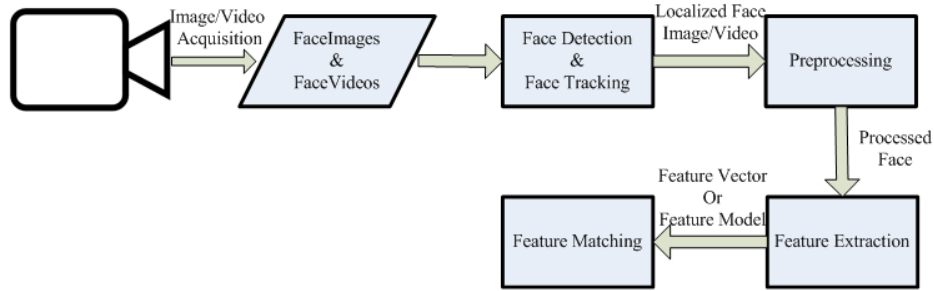 Image/Video
Acquisition
FaceImages
&
FaceVideos
Face Detection
&
Face Tracking
Localized Face
Image/Video
Preprocessing
Processed
Face
Feature Extraction
Feature Vector
Or
Feature Model
Feature Matching